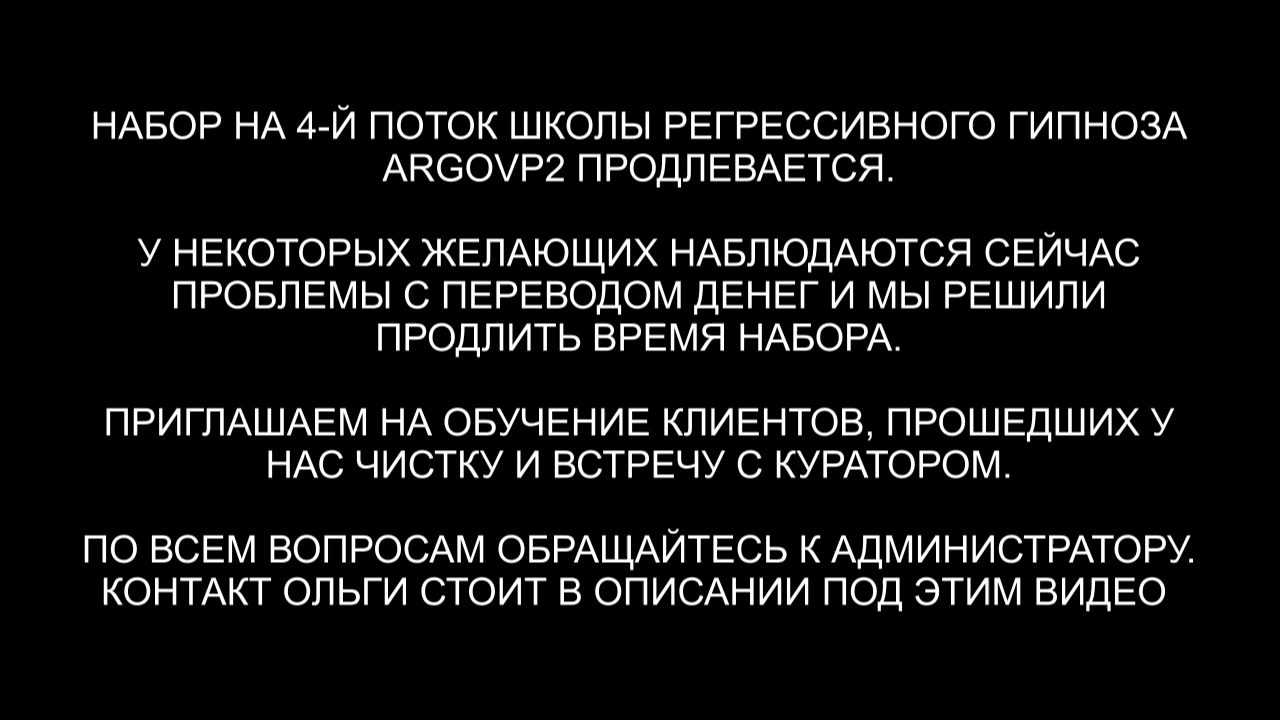 НАБОР НА 4-Й ПОТОК ШКОЛЫ РЕГРЕССИВНОГО ГИПНОЗА
ARGOVP2 ПРОДЛЕВАЕТСЯ.
У НЕКОТОРЫХ ЖЕЛАЮЩИХ НАБЛЮДАЮТСЯ СЕЙЧАС
ПРОБЛЕМЫ С ПЕРЕВОДОМ ДЕНЕГ И МЫ РЕШИЛИ
ПРОДЛИТЬ ВРЕМЯ НАБОРА.
ПРИГЛАШАЕМ НА ОБУЧЕНИЕ КЛИЕНТОВ, ПРОШЕДШИХ У
НАС ЧИСТКУ И ВСТРЕЧУ С КУРАТОРОМ.
ПО ВСЕМ ВОПРОСАМ ОБРАЩАЙТЕСЬ К АДМИНИСТРАТОРУ.
КОНТАКТ ОЛЬГИ СТОИТ В ОПИСАНИИ ПОД ЭТИМ ВИДЕО